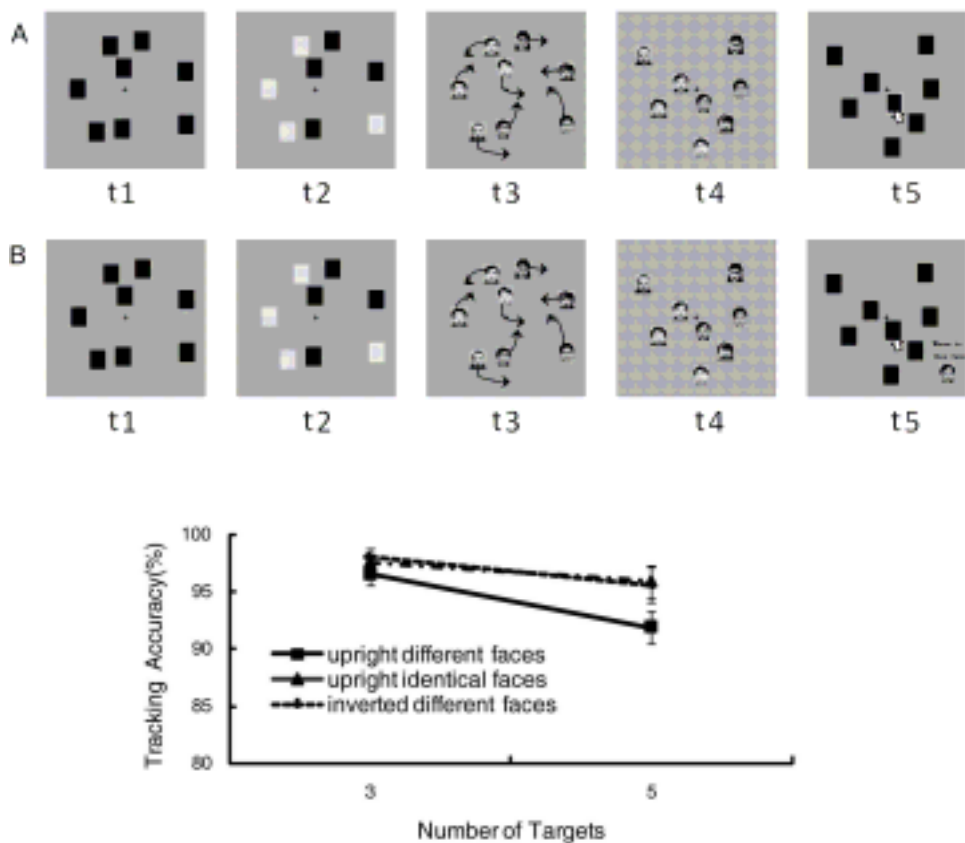 A
t1 t2 t3 t4 t5
B
t1 t2 t3 t4 t5
100
95
90
85
80
Tracking Accuracy(%)
upright different faces
upright identical faces
inverted different faces
3 5
Number of Targets